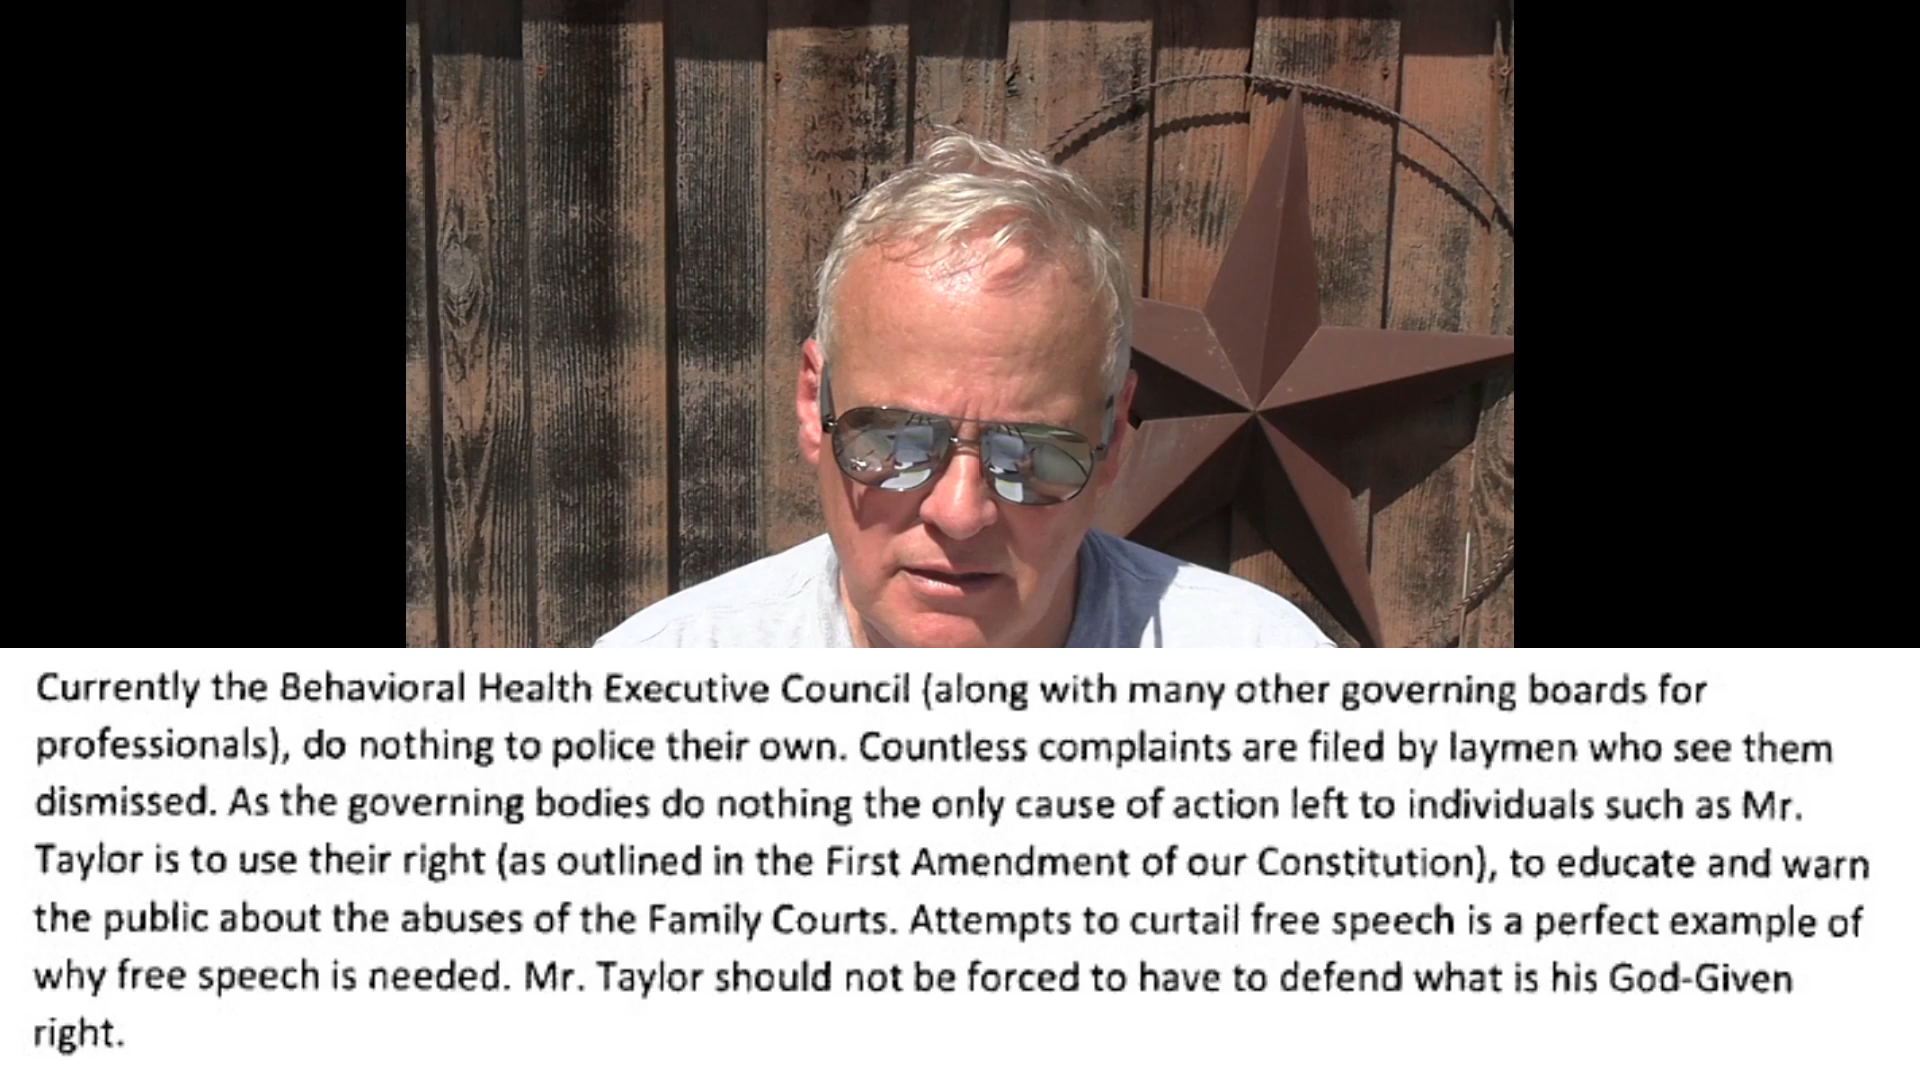 Currently the Behavioral Health Executive Council (along with many other governing boards for
professionals), do nothing to police their own. Countless complaints are filed by laymen who see them
dismissed. As the governing bodies do nothing the only cause of action left to individuals such as Mr.
Taylor is to use their right (as outlined in the First Amendment of our Constitution), to educate and warn
the public about the abuses of the Family Courts. Attempts to curtail free speech is a perfect example of
why free speech is needed. Mr. Taylor should not be forced to have to defend what is his God-Given
right.